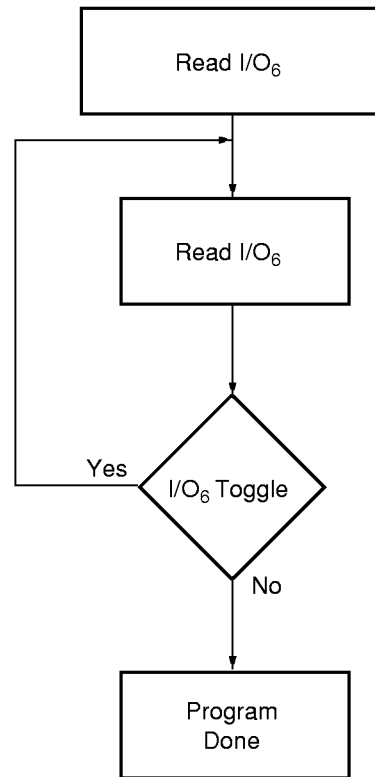 Read I/O₆
Read I/O₆
Yes
I/O₆ Toggle
No
Program
Done